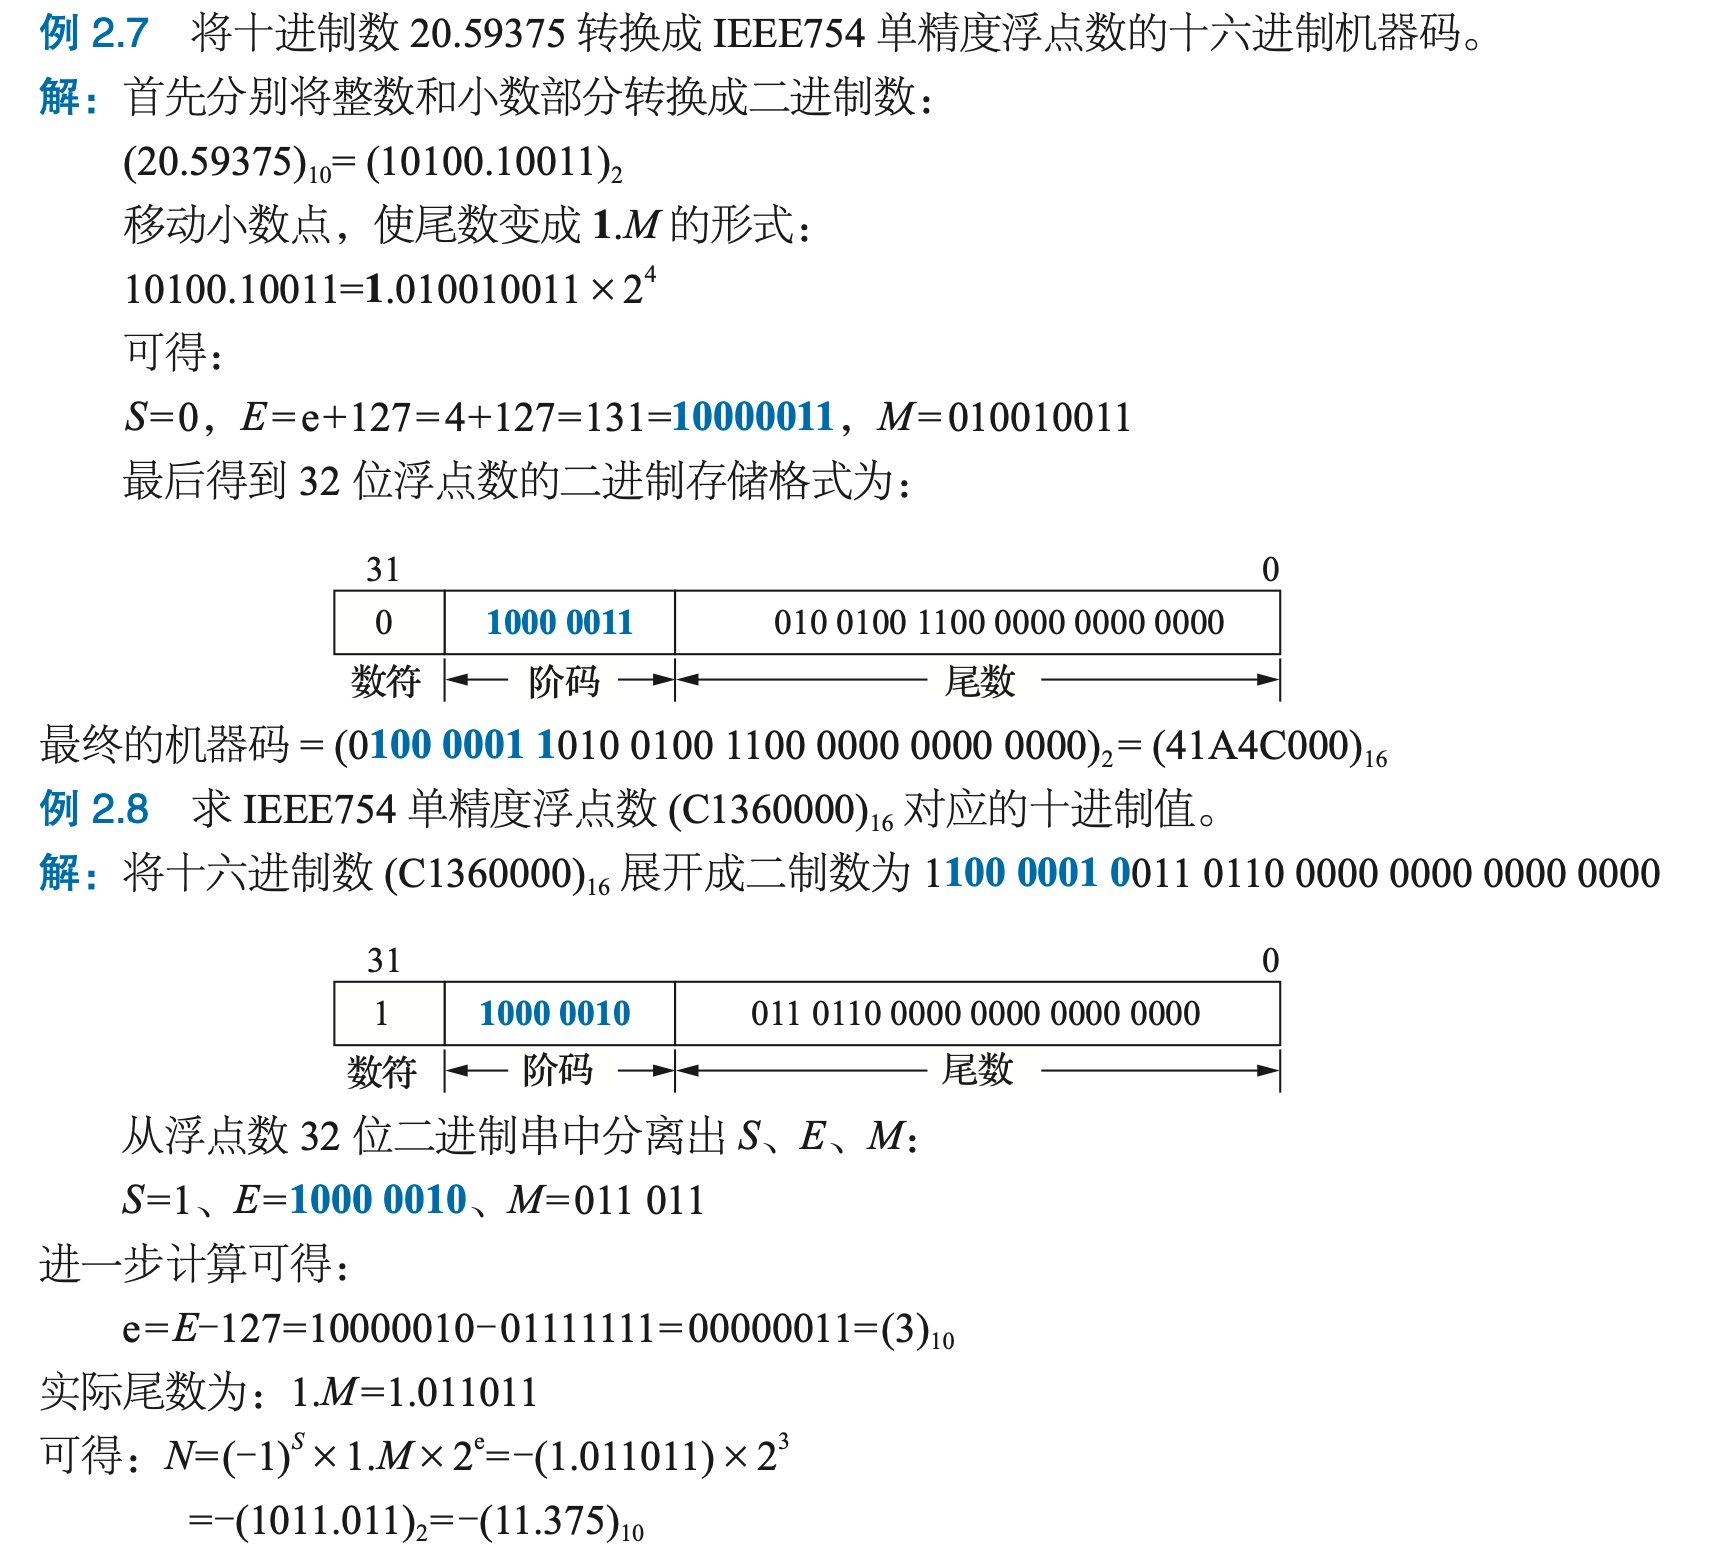 例 2.7 将十进制数 20.59375 转换成 IEEE754 单精度浮点数的十六进制机器码。
解：首先分别将整数和小数部分转换成二进制数：
(20.59375)₁₀= (10100.10011)₂
移动小数点，使尾数变成 1.M 的形式：
10100.10011=1.010010011×2⁴
可得：
S=0，E=e+127=4+127=131=10000011，M=010010011
最后得到 32 位浮点数的二进制存储格式为：
31 0
0 1000 0011 010 0100 1100 0000 0000 0000
数符 阶码 尾数
最终的机器码 = (0100 0001 1010 0100 1100 0000 0000 0000)₂= (41A4C000)₁₆
例 2.8 求 IEEE754 单精度浮点数 (C1360000)₁₆ 对应的十进制值。
解：将十六进制数 (C1360000)₁₆ 展开成二制数为 1100 0001 0011 0110 0000 0000 0000 0000
31 0
1 1000 0010 011 0110 0000 0000 0000 0000
数符 阶码 尾数
从浮点数 32 位二进制串中分离出 S、E、M：
S=1、E=1000 0010、M=011 011
进一步计算可得：
e=E−127=10000010−01111111=00000011=(3)₁₀
实际尾数为：1.M=1.011011
可得：N=(−1)ˢ×1.M×2ᵉ=−(1.011011)×2³
=−(1011.011)₂=−(11.375)₁₀